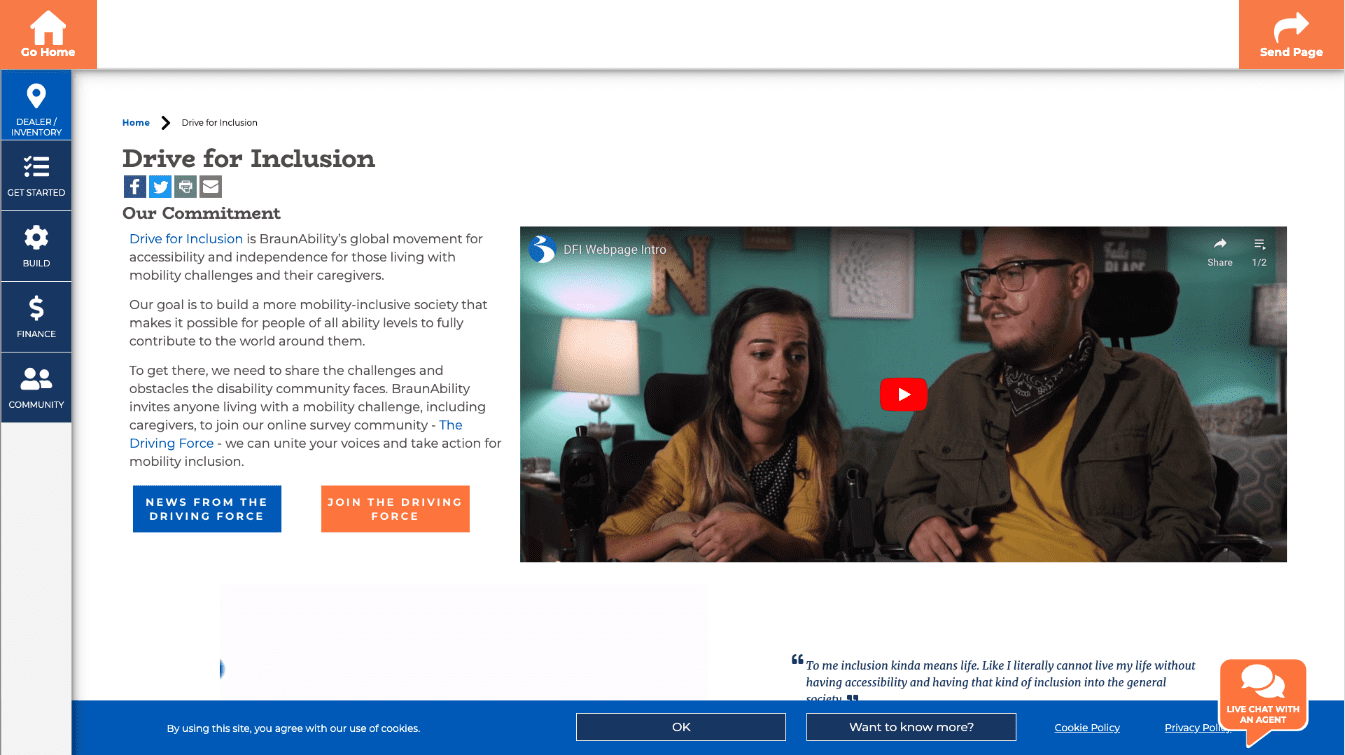 Go Home
Send Page
DEALER /
INVENTORY
GET STARTED
BUILD
FINANCE
COMMUNITY
Home
Drive for Inclusion
Drive for Inclusion
Our Commitment
Drive for Inclusion is BraunAbility's global movement for
accessibility and independence for those living with
mobility challenges and their caregivers.
Our goal is to build a more mobility-inclusive society that
makes it possible for people of all ability levels to fully
contribute to the world around them.
To get there, we need to share the challenges and
obstacles the disability community faces. BraunAbility
invites anyone living with a mobility challenge, including
caregivers, to join our online survey community - The
Driving Force - we can unite your voices and take action for
mobility inclusion.
NEWS FROM THE
DRIVING FORCE
JOIN THE DRIVING
FORCE
DFI Webpage Intro
Share
1/2
N
“ To me inclusion kinda means life. Like I literally cannot live my life without
having accessibility and having that kind of inclusion into the general
society. ”
LIVE CHAT WITH
AN AGENT
By using this site, you agree with our use of cookies.
OK
Want to know more?
Cookie Policy
Privacy Policy